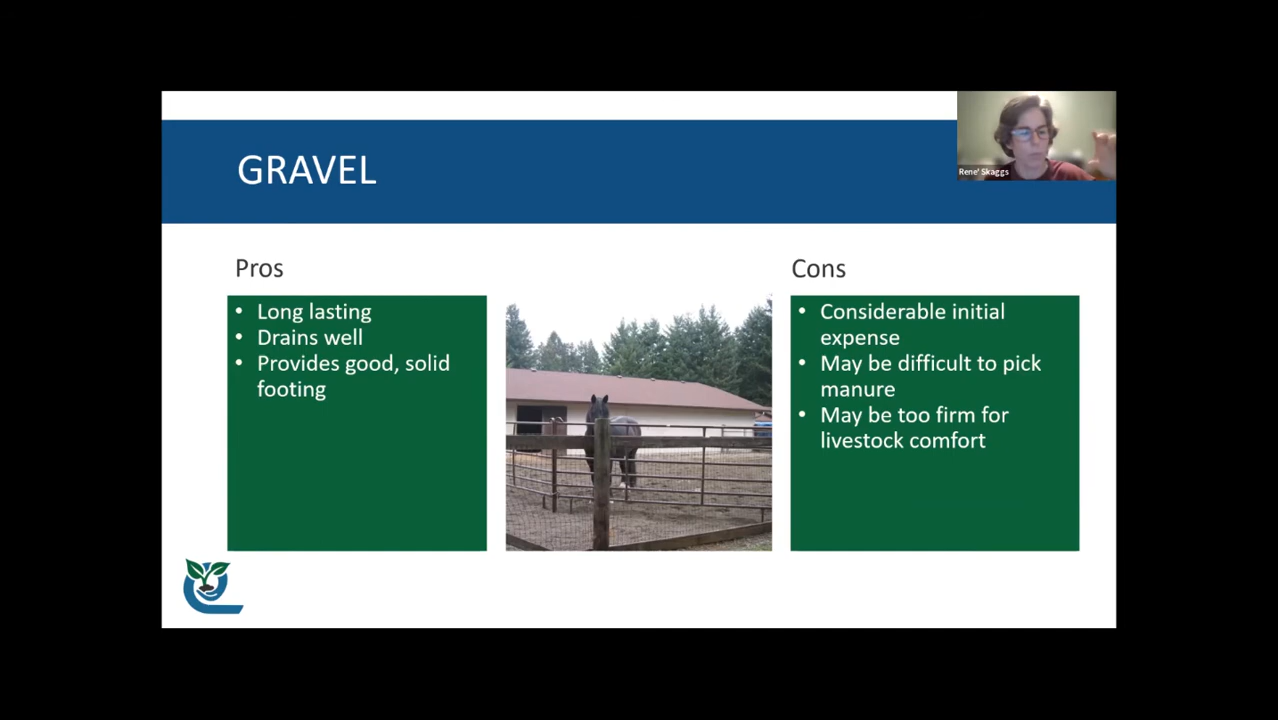 GRAVEL
Rene' Skaggs
Pros
• Long lasting
• Drains well
• Provides good, solid
footing
Cons
• Considerable initial
expense
• May be difficult to pick
manure
• May be too firm for
livestock comfort